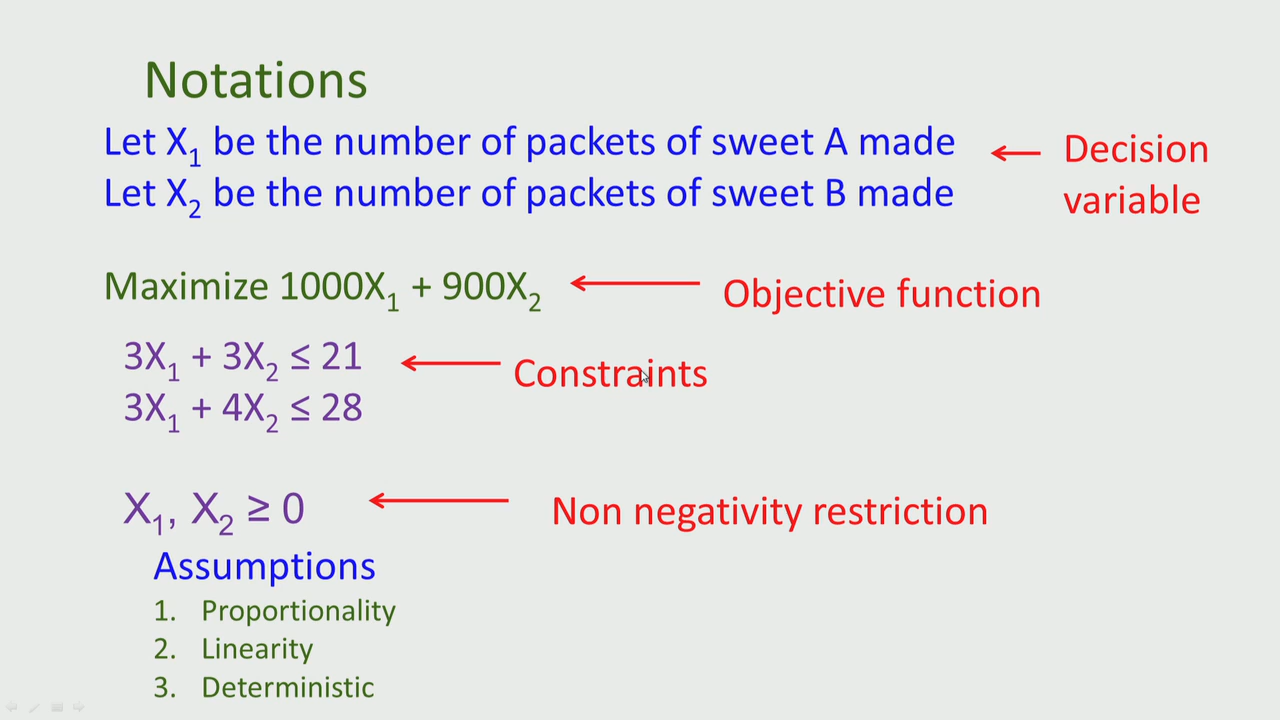 Notations
Let X₁ be the number of packets of sweet A made
Let X₂ be the number of packets of sweet B made
Decision
variable
Maximize 1000X₁ + 900X₂
Objective function
3X₁ + 3X₂ ≤ 21
3X₁ + 4X₂ ≤ 28
Constraints
X₁, X₂ ≥ 0
Non negativity restriction
Assumptions
1. Proportionality
2. Linearity
3. Deterministic